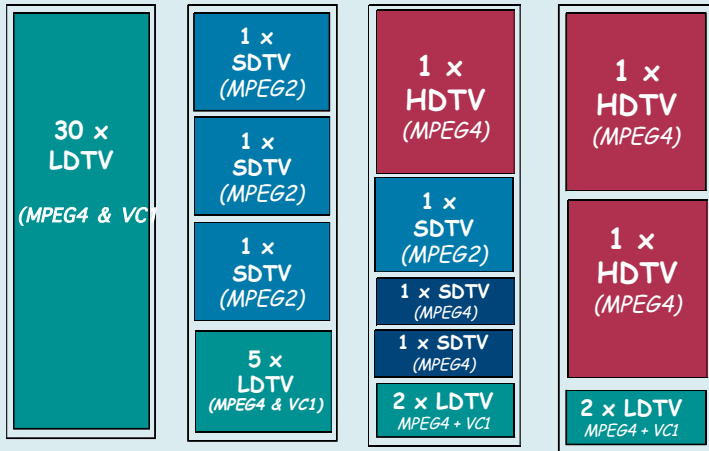 30 x
LDTV
(MPEG4 & VC1
1 x
SDTV
(MPEG2)
1 x
SDTV
(MPEG2)
1 x
SDTV
(MPEG2)
5 x
LDTV
(MPEG4 & VC1)
1 x
HDTV
(MPEG4)
1 x
SDTV
(MPEG2)
1 x SDTV
(MPEG4)
1 x SDTV
(MPEG4)
2 x LDTV
MPEG4 + VC1
1 x
HDTV
(MPEG4)
1 x
HDTV
(MPEG4)
2 x LDTV
MPEG4 + VC1